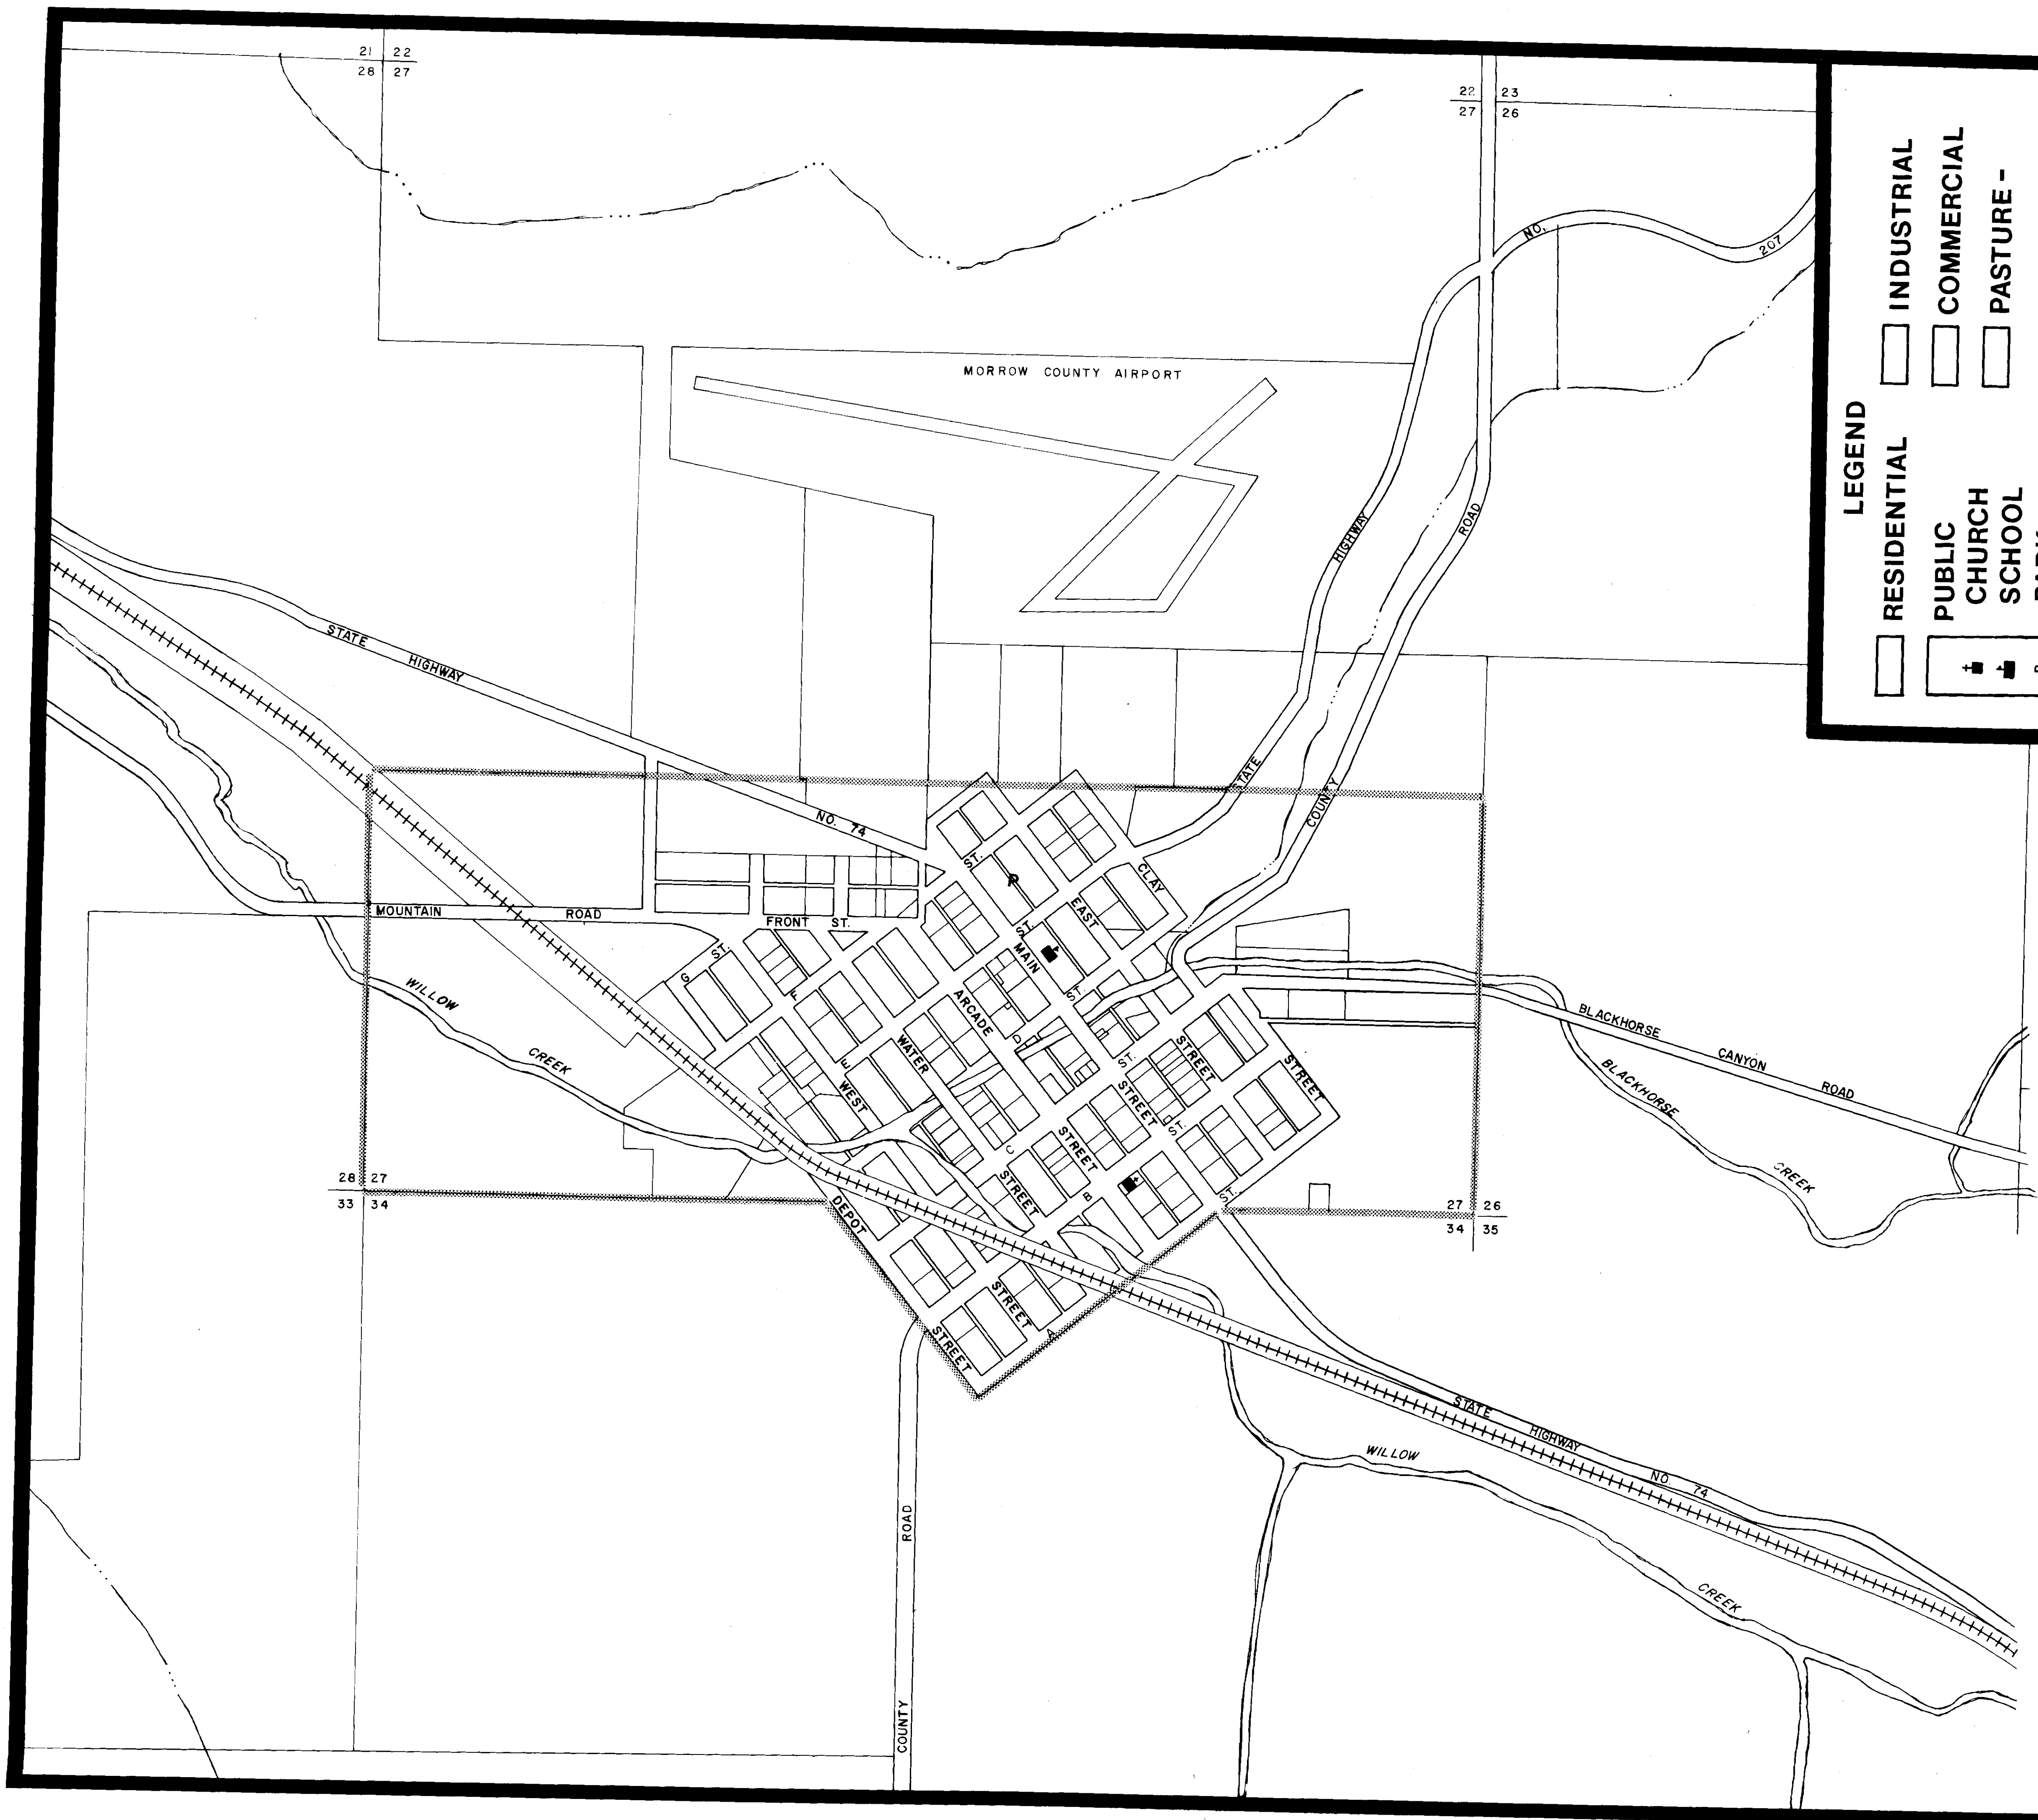 21 22
28 27
22 23
27 26
NO.
207
MORROW COUNTY AIRPORT
HIGHWAY
ROAD
STATE
COUNTY
STATE
HIGHWAY
NO. 74
MOUNTAIN ROAD
FRONT ST.
G ST.
F
E
D
C
B
A
ST.
P
ST.
ST.
ST.
ST.
ST.
CLAY
STREET
EAST
STREET
MAIN
STREET
ARCADE
STREET
WATER
STREET
WEST
STREET
DEPOT
STREET
WILLOW
CREEK
BLACKHORSE
CANYON
ROAD
BLACKHORSE
CREEK
28 27
33 34
27 26
34 35
STATE
HIGHWAY
NO.
74
WILLOW
CREEK
ROAD
COUNTY
LEGEND
RESIDENTIAL
INDUSTRIAL
PUBLIC
COMMERCIAL
CHURCH
PASTURE -
SCHOOL